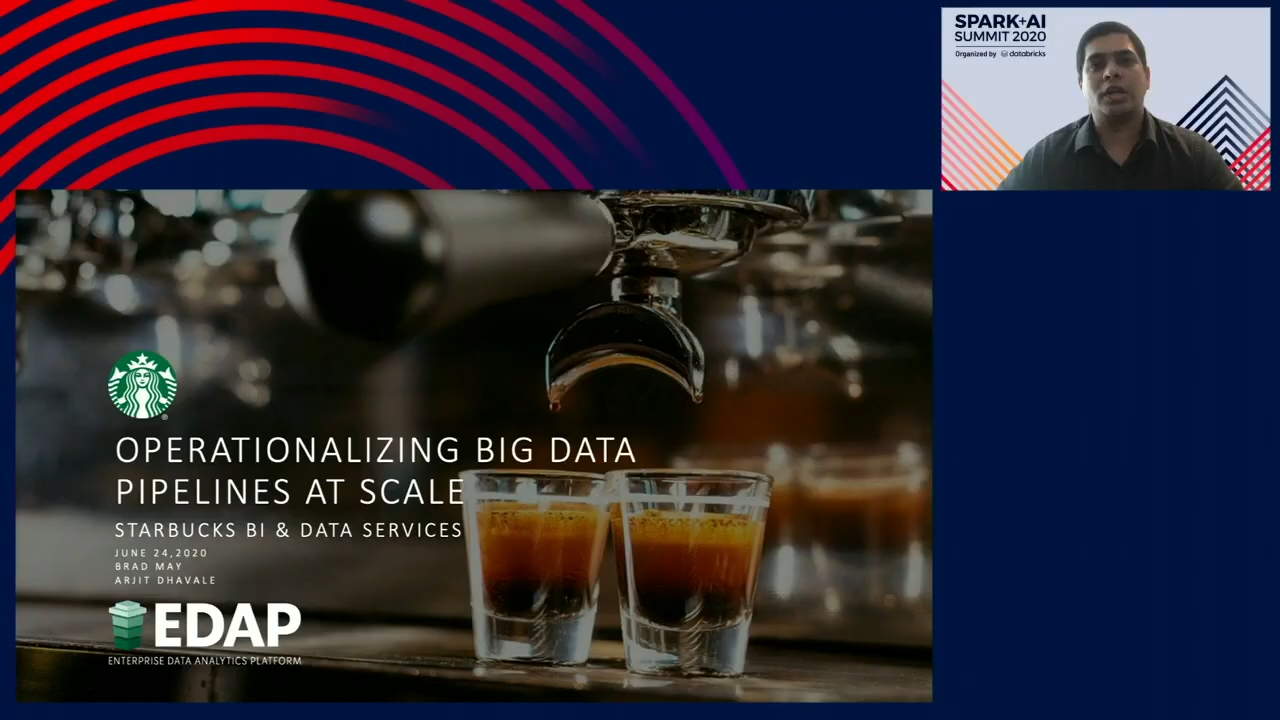 SPARK+AI
SUMMIT 2020
Organized by databricks
OPERATIONALIZING BIG DATA
PIPELINES AT SCALE
STARBUCKS BI & DATA SERVICES
JUNE 24,2020
BRAD MAY
ARJIT DHAVALE
EDAP
ENTERPRISE DATA ANALYTICS PLATFORM